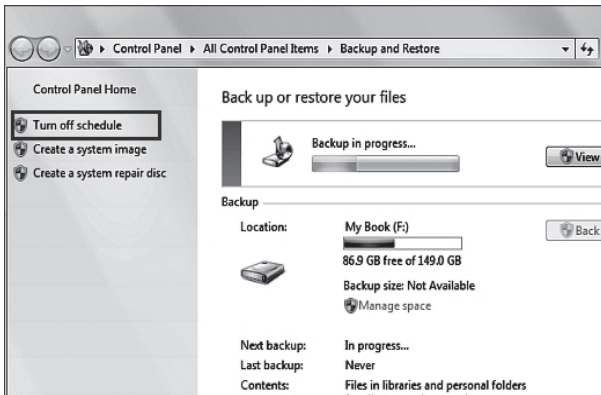 Control Panel ▸ All Control Panel Items ▸ Backup and Restore
Control Panel Home
Turn off schedule
Create a system image
Create a system repair disc
Back up or restore your files
Backup in progress...
View
Backup
Location:
My Book (F:)
Back
86.9 GB free of 149.0 GB
Backup size: Not Available
Manage space
Next backup: In progress...
Last backup: Never
Contents: Files in libraries and personal folders